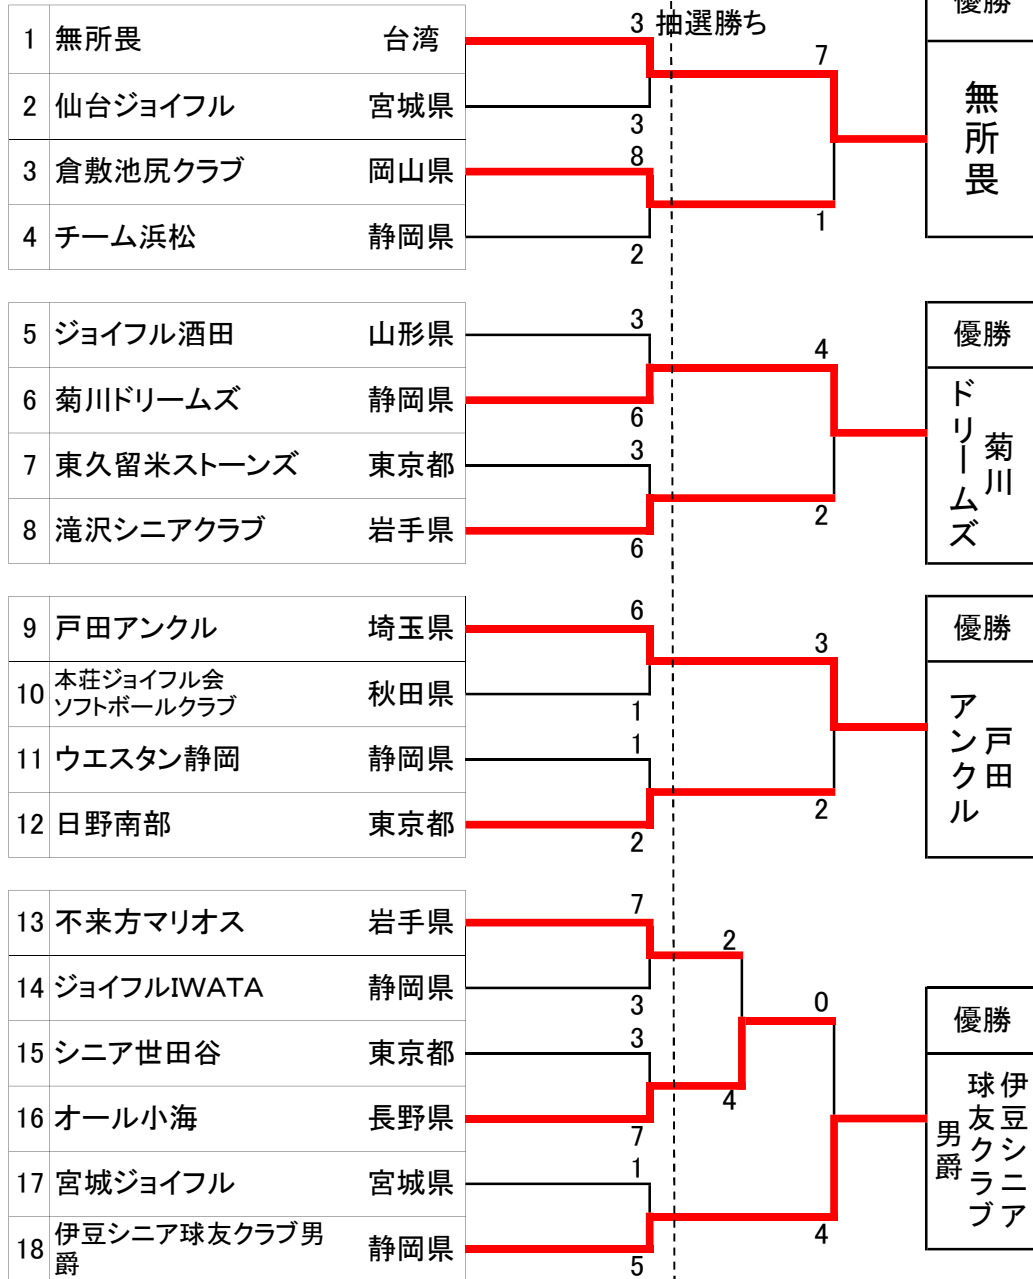 優勝
1 無所畏 台湾 3 抽選勝ち
7
2 仙台ジョイフル 宮城県 3
無所畏
3 倉敷池尻クラブ 岡山県 8
1
4 チーム浜松 静岡県 2
5 ジョイフル酒田 山形県 3
優勝
4
6 菊川ドリームズ 静岡県 6
菊川
ドリームズ
7 東久留米ストーンズ 東京都 3
2
8 滝沢シニアクラブ 岩手県 6
9 戸田アンクル 埼玉県 6
優勝
3
10 本荘ジョイフル会
ソフトボールクラブ 秋田県 1
戸田
アンクル
11 ウエスタン静岡 静岡県 1
2
12 日野南部 東京都 2
13 不来方マリオス 岩手県 7
2
14 ジョイフルIWATA 静岡県 3
0
優勝
15 シニア世田谷 東京都 3
4
16 オール小海 長野県 7
伊豆シニア
球友クラブ
男爵
17 宮城ジョイフル 宮城県 1
4
18 伊豆シニア球友クラブ男
爵 静岡県 5